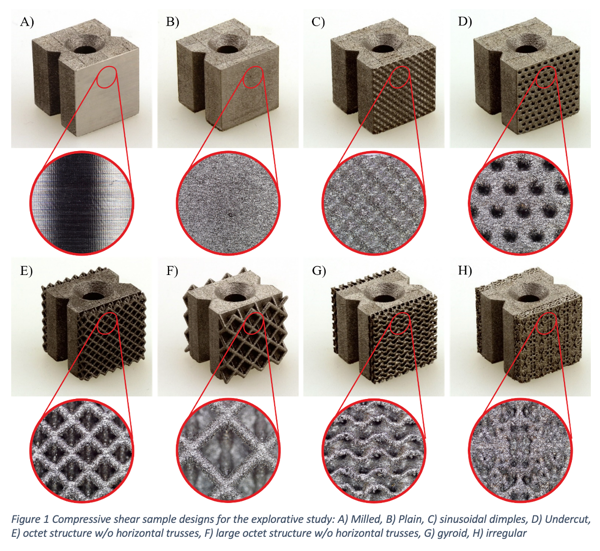 A)
B)
C)
D)
E)
F)
G)
H)
Figure 1 Compressive shear sample designs for the explorative study: A) Milled, B) Plain, C) sinusoidal dimples, D) Undercut,
E) octet structure w/o horizontal trusses, F) large octet structure w/o horizontal trusses, G) gyroid, H) irregular